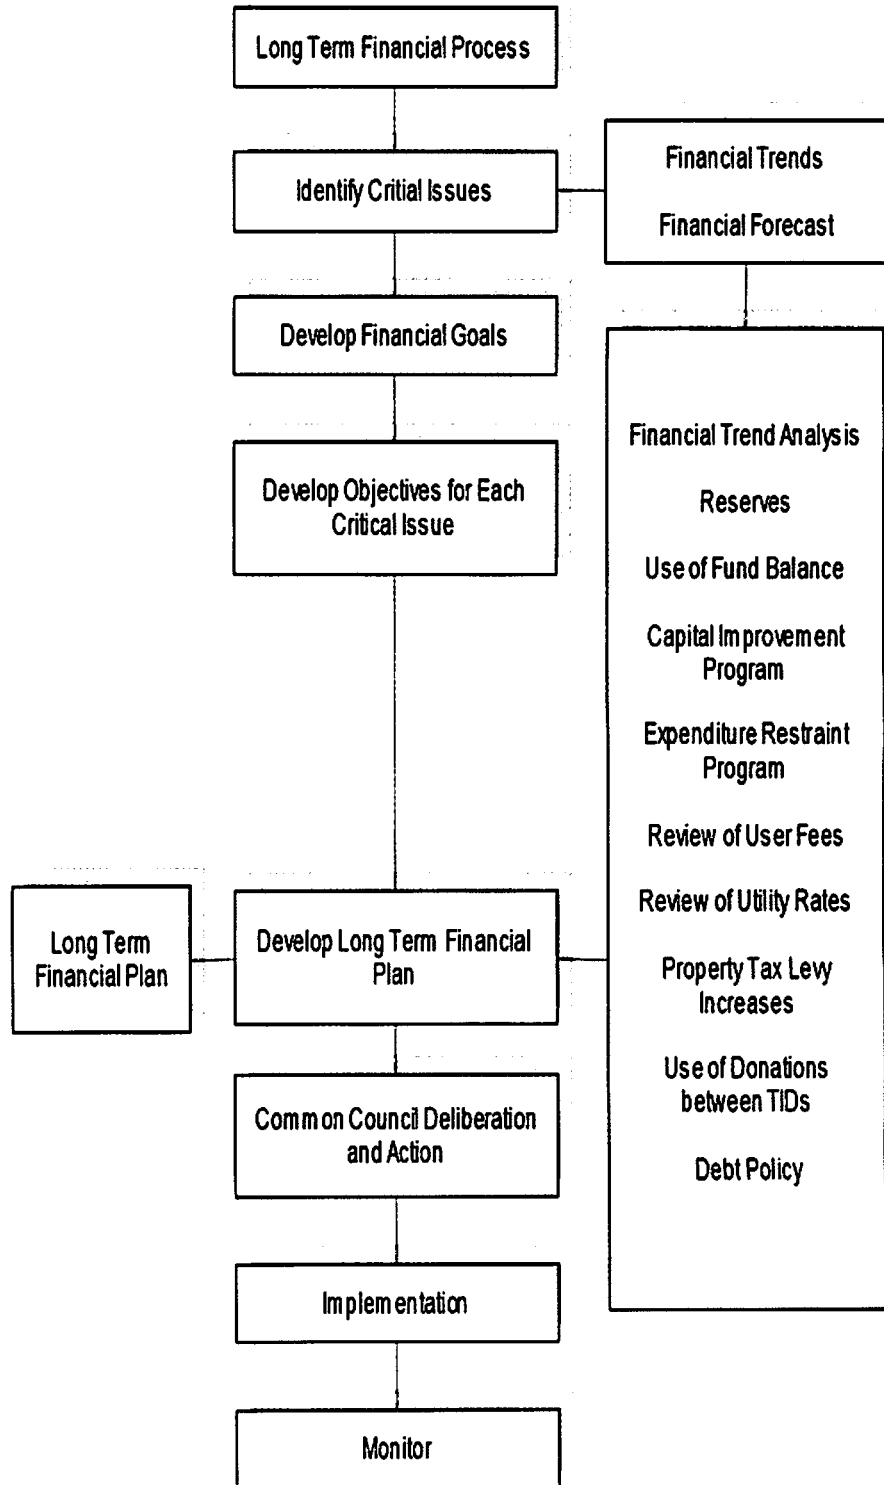 Long Term Financial Process
Identify Critial Issues
Financial Trends
Financial Forecast
Develop Financial Goals
Develop Objectives for Each
Critical Issue
Financial Trend Analysis
Reserves
Use of Fund Balance
Capital Improvement
Program
Expenditure Restraint
Program
Review of User Fees
Review of Utility Rates
Property Tax Levy
Increases
Use of Donations
between TIDs
Debt Policy
Long Term
Financial Plan
Develop Long Term Financial
Plan
Common Council Deliberation
and Action
Implementation
Monitor